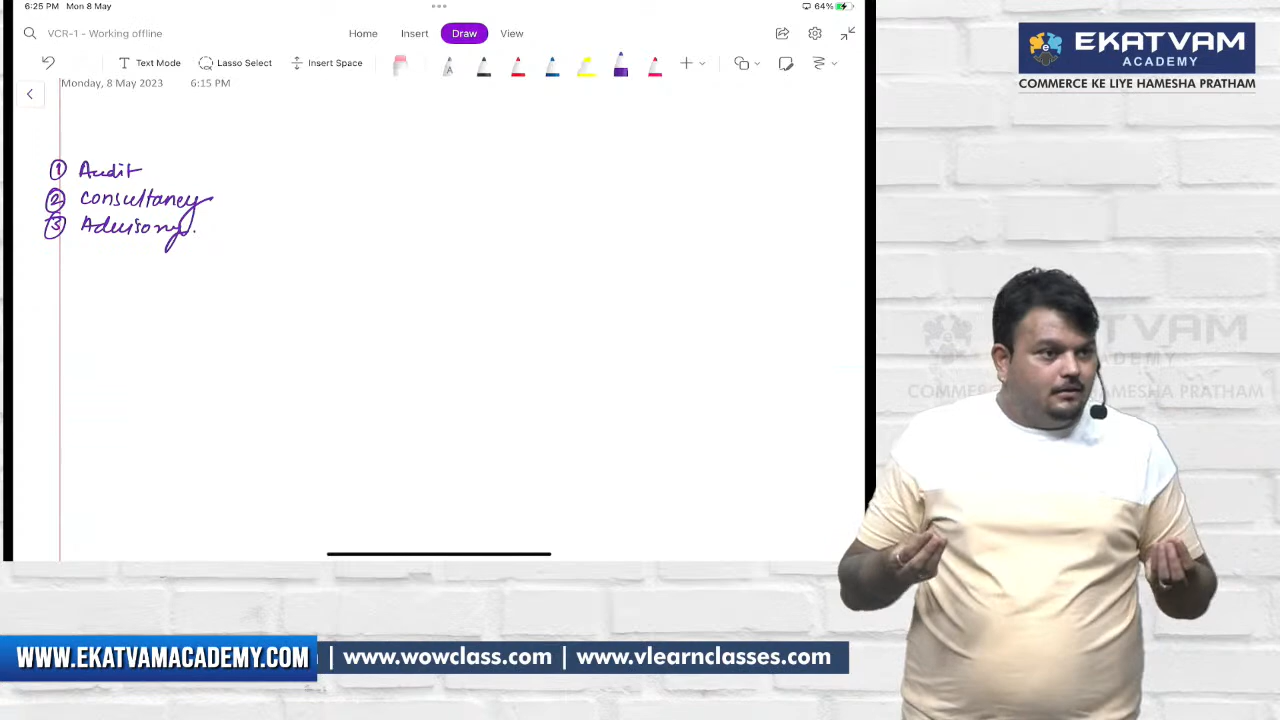 6:25 PM Mon 8 May
64%
VCR-1 - Working offline
Home Insert Draw View
Text Mode Lasso Select Insert Space
Monday, 8 May 2023 6:15 PM
① Audit
② Consultancy
③ Advisory.
EKATVAM
ACADEMY
COMMERCE KE LIYE HAMESHA PRATHAM
WWW.EKATVAMACADEMY.COM | www.wowclass.com | www.vlearnclasses.com